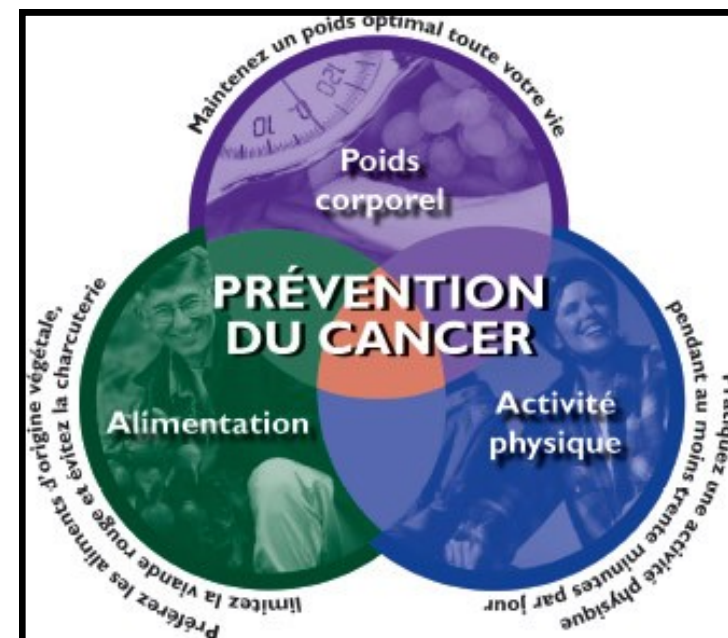 Maintenez un poids optimal toute votre vie
Poids
corporel
PRÉVENTION
DU CANCER
Alimentation
Activité
physique
Préférez les aliments d'origine végétale,
limitez la viande rouge et évitez la charcuterie
Pratiquez une activité physique
pendant au moins trente minutes par jour